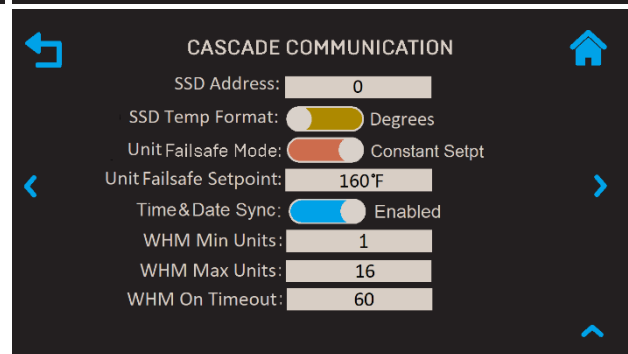 CASCADE COMMUNICATION
SSD Address: 0
SSD Temp Format: Degrees
Unit Failsafe Mode: Constant Setpt
Unit Failsafe Setpoint: 160°F
Time&Date Sync: Enabled
WHM Min Units: 1
WHM Max Units: 16
WHM On Timeout: 60